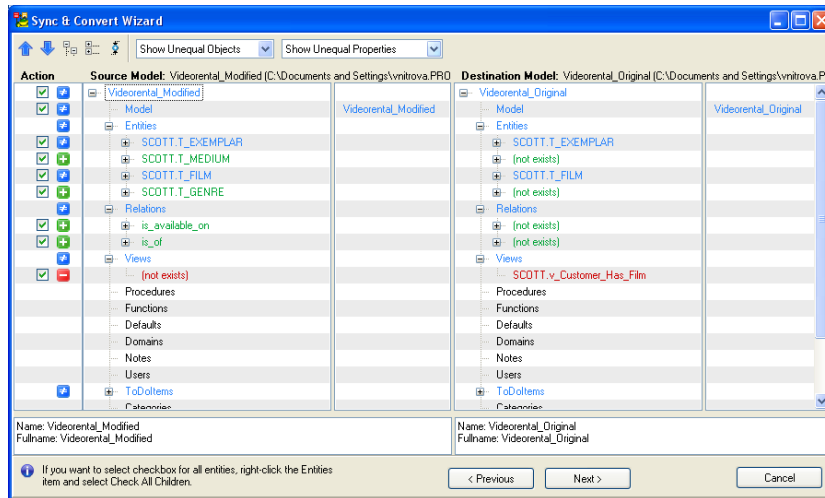 Sync & Convert Wizard
Show Unequal Objects Show Unequal Properties
Action Source Model: Videorental_Modified (C:\Documents and Settings\vnitrova.PRO Destination Model: Videorental_Original (C:\Documents and Settings\vnitrova.P
Videorental_Modified Videorental_Original
Model Videorental_Modified Model Videorental_Original
Entities Entities
SCOTT.T_EXEMPLAR SCOTT.T_EXEMPLAR
SCOTT.T_MEDIUM (not exists)
SCOTT.T_FILM SCOTT.T_FILM
SCOTT.T_GENRE (not exists)
Relations Relations
is_available_on (not exists)
is_of (not exists)
Views Views
(not exists) SCOTT.v_Customer_Has_Film
Procedures Procedures
Functions Functions
Defaults Defaults
Domains Domains
Notes Notes
Users Users
ToDoItems ToDoItems
Categories Categories
Name: Videorental_Modified Name: Videorental_Original
Fullname: Videorental_Modified Fullname: Videorental_Original
If you want to select checkbox for all entities, right-click the Entities
item and select Check All Children.
< Previous Next > Cancel